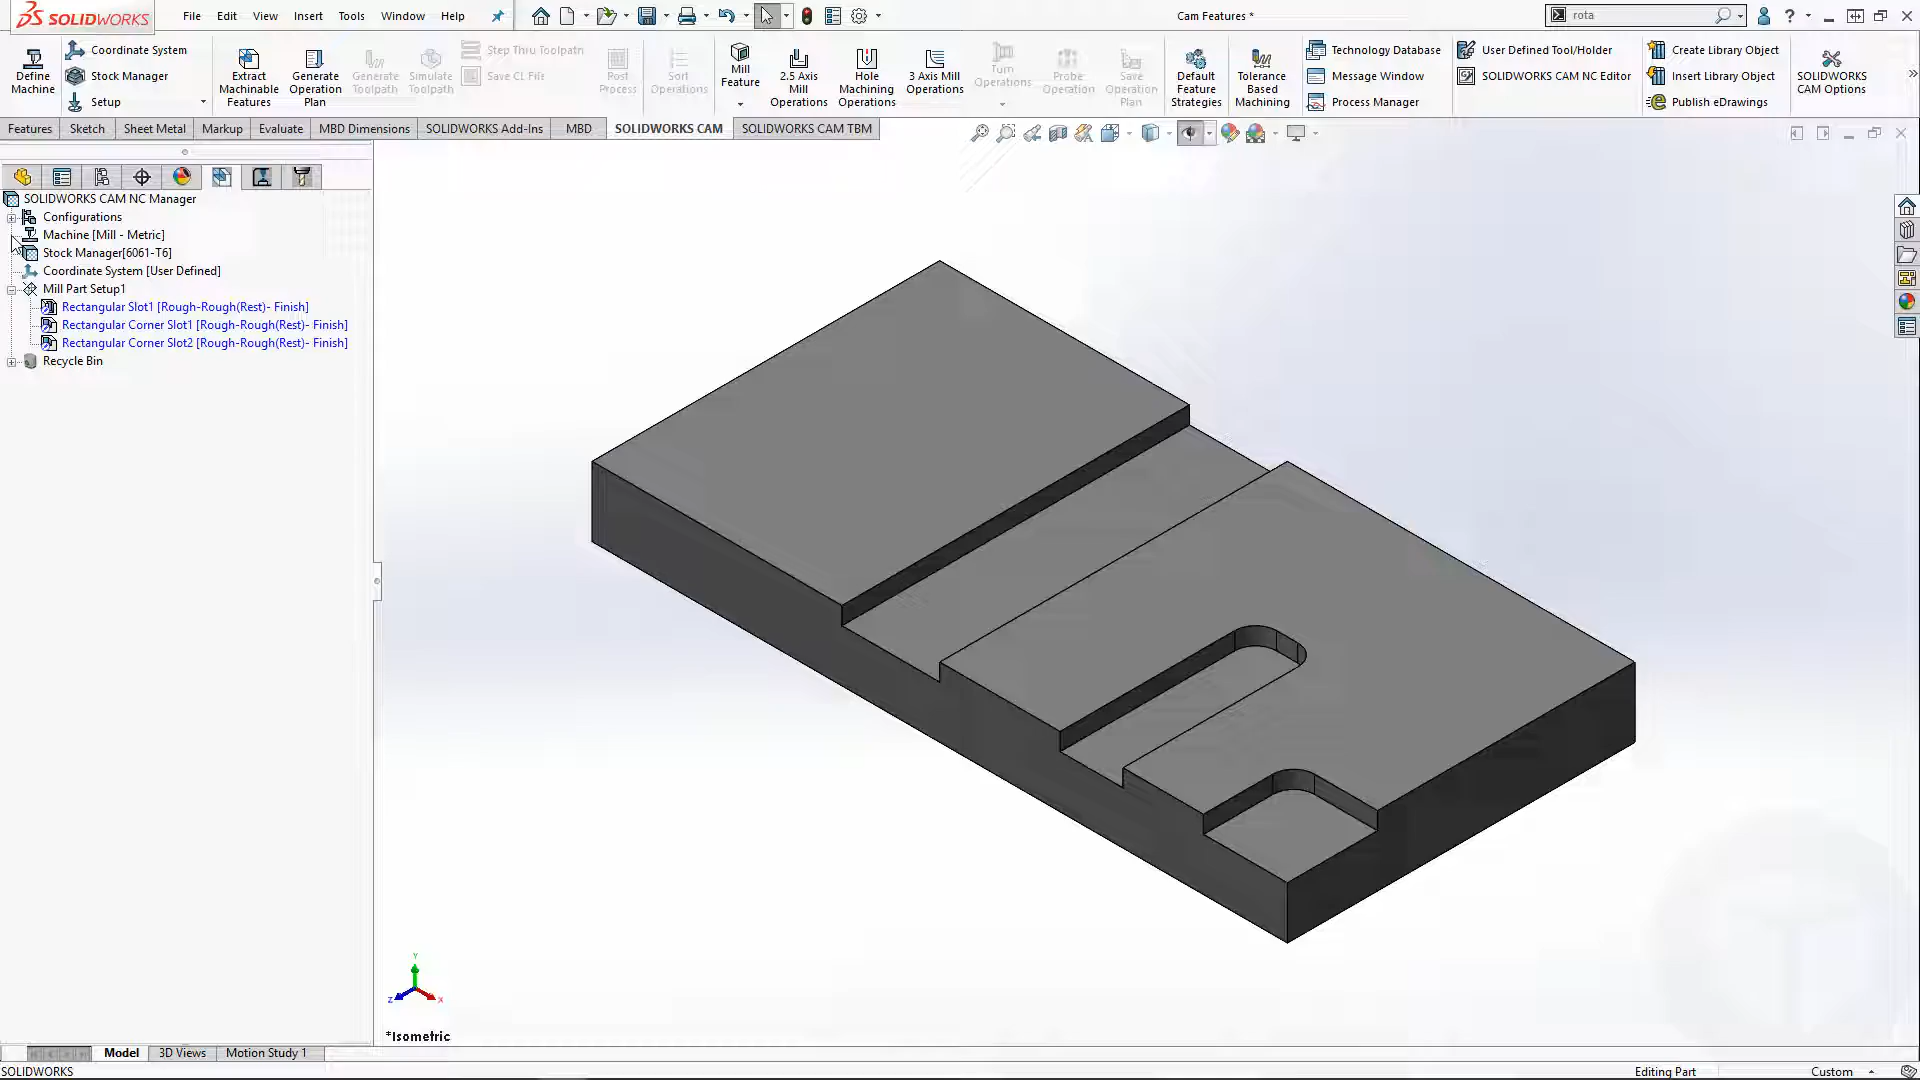 SOLIDWORKS
File Edit View Insert Tools Window Help
Cam Features *
rota
?
Define Machine
Coordinate System
Stock Manager
Setup
Extract Machinable Features
Generate Operation Plan
Generate Toolpath
Simulate Toolpath
Step Thru Toolpath
Save CL File
Post Process
Sort Operations
Mill Feature
2.5 Axis Mill Operations
Hole Machining Operations
3 Axis Mill Operations
Turn Operations
Probe Operation
Save Operation Plan
Default Feature Strategies
Tolerance Based Machining
Technology Database
Message Window
Process Manager
User Defined Tool/Holder
SOLIDWORKS CAM NC Editor
Create Library Object
Insert Library Object
Publish eDrawings
SOLIDWORKS CAM Options
Features Sketch Sheet Metal Markup Evaluate MBD Dimensions SOLIDWORKS Add-Ins MBD SOLIDWORKS CAM SOLIDWORKS CAM TBM
SOLIDWORKS CAM NC Manager
Configurations
Machine [Mill - Metric]
Stock Manager[6061-T6]
Coordinate System [User Defined]
Mill Part Setup1
Rectangular Slot1 [Rough-Rough(Rest)- Finish]
Rectangular Corner Slot1 [Rough-Rough(Rest)- Finish]
Rectangular Corner Slot2 [Rough-Rough(Rest)- Finish]
Recycle Bin
Y
Z X
*Isometric
Model 3D Views Motion Study 1
SOLIDWORKS
Editing Part
Custom